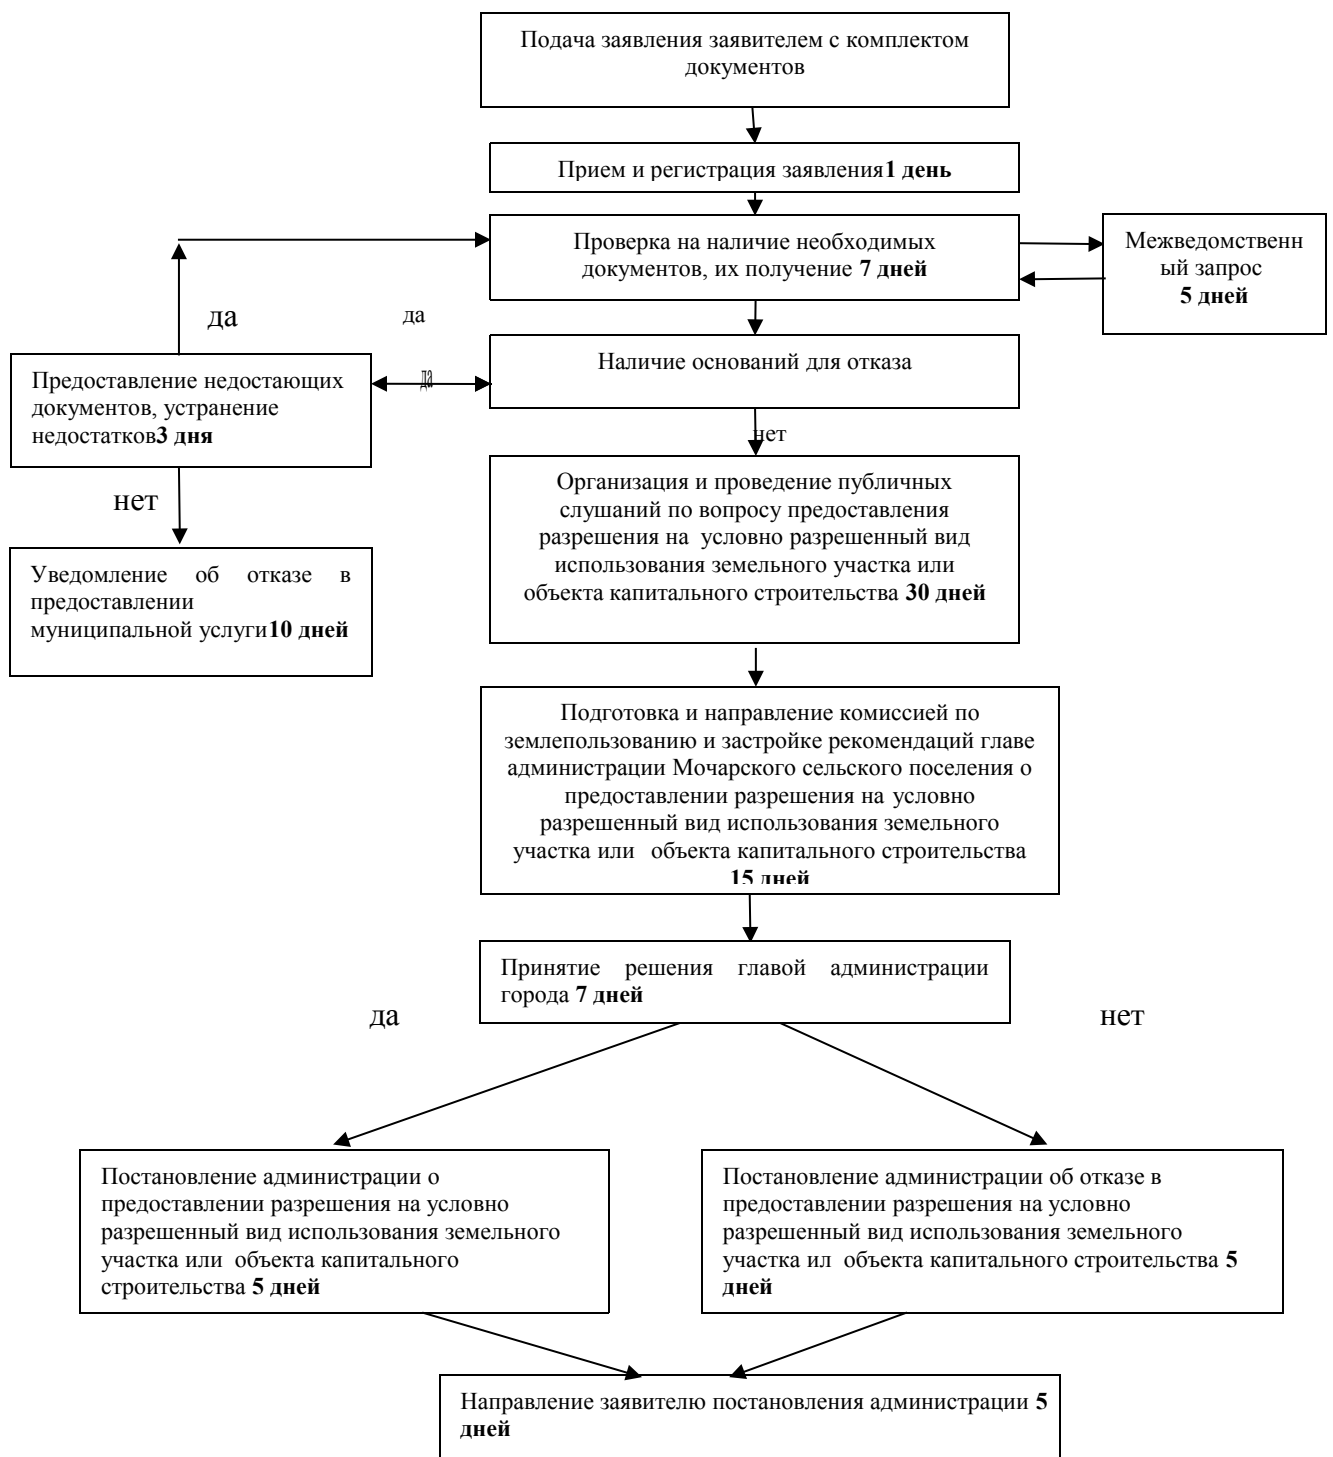 Подача заявления заявителем с комплектом
документов
Прием и регистрация заявления1 день
Проверка на наличие необходимых
документов, их получение 7 дней
Межведомственн
ый запрос
5 дней
да
да
Наличие оснований для отказа
да
Предоставление недостающих
документов, устранение
недостатков3 дня
нет
нет
Организация и проведение публичных
слушаний по вопросу предоставления
разрешения на условно разрешенный вид
использования земельного участка или
объекта капитального строительства 30 дней
Уведомление об отказе в
предоставлении
муниципальной услуги10 дней
Подготовка и направление комиссией по
землепользованию и застройке рекомендаций главе
администрации Мочарского сельского поселения о
предоставлении разрешения на условно
разрешенный вид использования земельного
участка или объекта капитального строительства
15 дней
Принятие решения главой администрации
города 7 дней
да
нет
Постановление администрации о
предоставлении разрешения на условно
разрешенный вид использования земельного
участка или объекта капитального
строительства 5 дней
Постановление администрации об отказе в
предоставлении разрешения на условно
разрешенный вид использования земельного
участка ил объекта капитального строительства 5
дней
Направление заявителю постановления администрации 5
дней